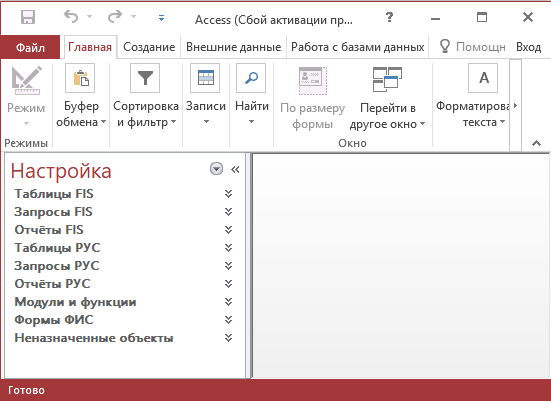 Access (Сбой активации пр...
Файл Главная Создание Внешние данные Работа с базами данных Помощн Вход
Режим
Буфер обмена
Сортировка и фильтр
Записи
Найти
По размеру формы
Перейти в другое окно
A
Форматирова текста
Режимы
Окно
Настройка
Таблицы FIS
Запросы FIS
Отчёты FIS
Таблицы РУС
Запросы РУС
Отчёты РУС
Модули и функции
Формы ФИС
Неназначенные объекты
Готово